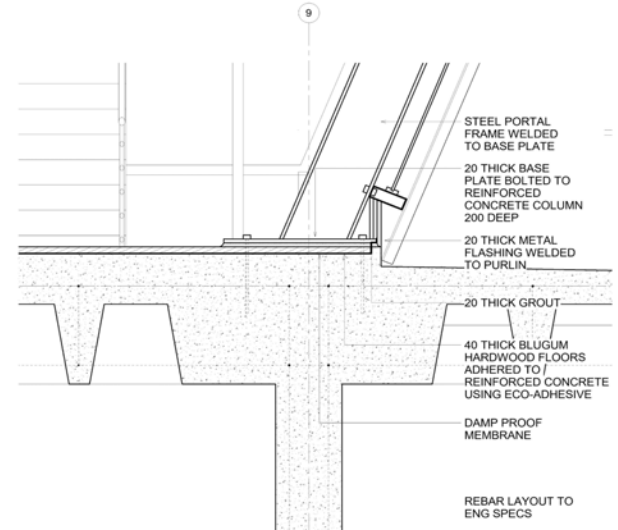 9
STEEL PORTAL
FRAME WELDED
TO BASE PLATE
20 THICK BASE
PLATE BOLTED TO
REINFORCED
CONCRETE COLUMN
200 DEEP
20 THICK METAL
FLASHING WELDED
TO PURLIN
20 THICK GROUT
40 THICK BLUGUM
HARDWOOD FLOORS
ADHERED TO /
REINFORCED CONCRETE
USING ECO-ADHESIVE
DAMP PROOF
MEMBRANE
REBAR LAYOUT TO
ENG SPECS